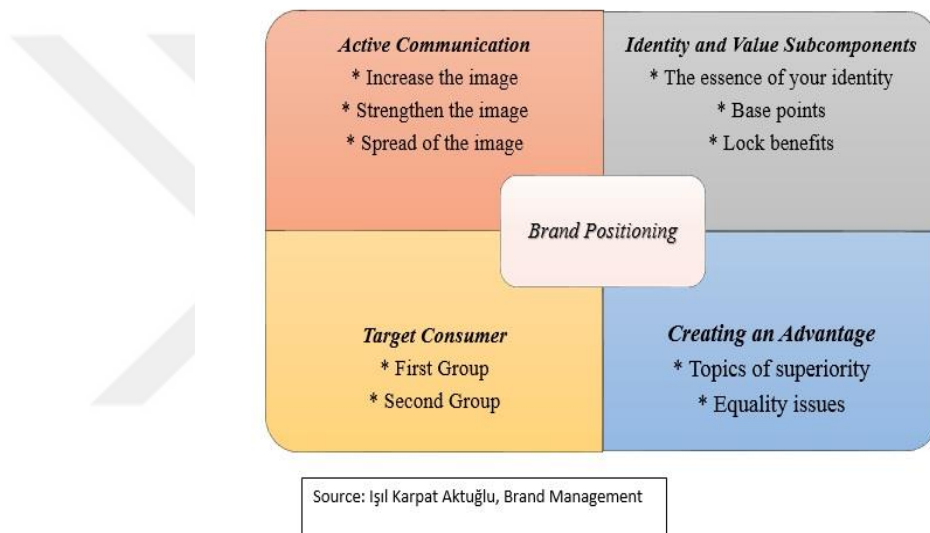 Active Communication
* Increase the image
* Strengthen the image
* Spread of the image
Identity and Value Subcomponents
* The essence of your identity
* Base points
* Lock benefits
Brand Positioning
Target Consumer
* First Group
* Second Group
Creating an Advantage
* Topics of superiority
* Equality issues
Source: Işıl Karpat Aktuğlu, Brand Management